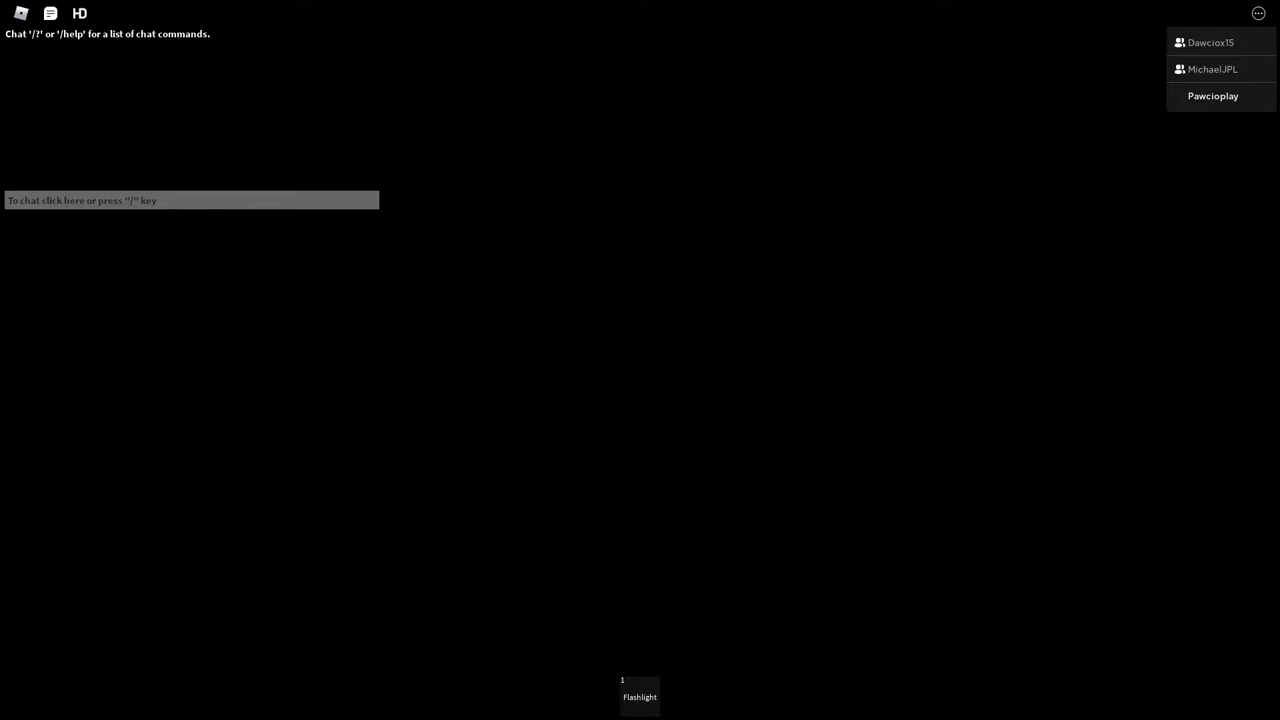 HD
Chat '/?' or '/help' for a list of chat commands.
Dawciox15
MichaelJPL
Pawcioplay
To chat click here or press "/" key
1
Flashlight